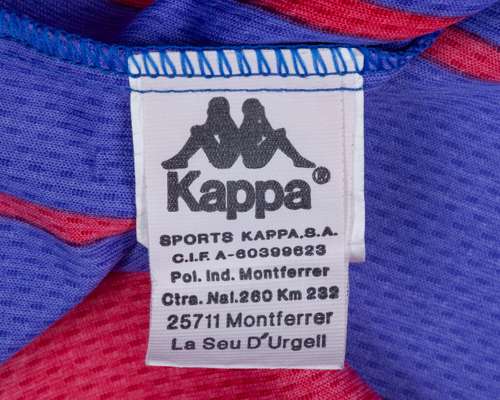 Kappa®
SPORTS KAPPA,S.A.
C.I.F. A-60399623
Pol. Ind. Montferrer
Ctra. Nal.260 Km 232
25711 Montferrer
La Seu D'Urgell